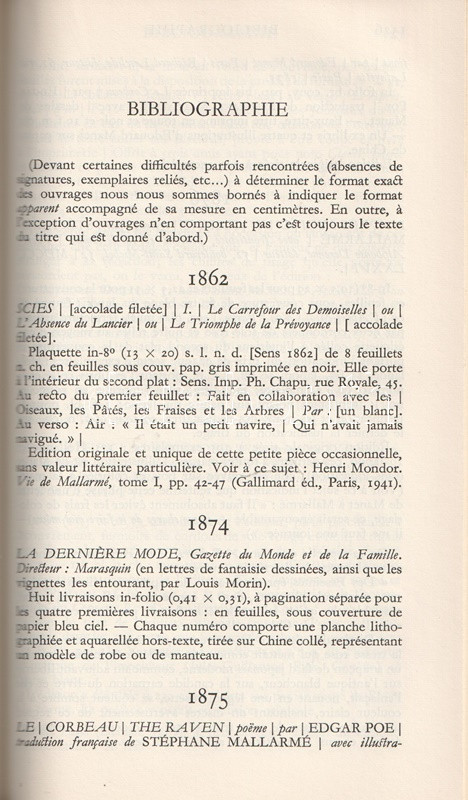 BIBLIOGRAPHIE
(Devant certaines difficultés parfois rencontrées (absences de
signatures, exemplaires reliés, etc...) à déterminer le format exact
des ouvrages nous nous sommes bornés à indiquer le format
apparent accompagné de sa mesure en centimètres. En outre, à
l'exception d'ouvrages n'en comportant pas c'est toujours le texte
du titre qui est donné d'abord.)
1862
SCIES | [accolade filetée] | I. | Le Carrefour des Demoiselles | ou |
L'Absence du Lancier | ou | Le Triomphe de la Prévoyance | [ accolade
filetée].
Plaquette in-8º (13 × 20) s. l. n. d. [Sens 1862] de 8 feuillets
n. ch. en feuilles sous couv. pap. gris imprimée en noir. Elle porte
à l'intérieur du second plat : Sens. Imp. Ph. Chapu, rue Royale, 45.
Au recto du premier feuillet : Fait en collaboration avec les |
Oiseaux, les Pâtés, les Fraises et les Arbres | Par : [un blanc].
Au verso : Air : « Il était un petit navire, | Qui n'avait jamais
navigué. » |
Edition originale et unique de cette petite pièce occasionnelle,
sans valeur littéraire particulière. Voir à ce sujet : Henri Mondor.
Vie de Mallarmé, tome I, pp. 42-47 (Gallimard éd., Paris, 1941).
1874
LA DERNIÈRE MODE, Gazette du Monde et de la Famille.
Directeur : Marasquin (en lettres de fantaisie dessinées, ainsi que les
vignettes les entourant, par Louis Morin).
Huit livraisons in-folio (0,41 × 0,31), à pagination séparée pour
les quatre premières livraisons : en feuilles, sous couverture de
papier bleu ciel. — Chaque numéro comporte une planche litho-
graphiée et aquarellée hors-texte, tirée sur Chine collé, représentant
un modèle de robe ou de manteau.
1875
LE | CORBEAU | THE RAVEN | poëme | par | EDGAR POE |
traduction française de STÉPHANE MALLARMÉ | avec illustra-